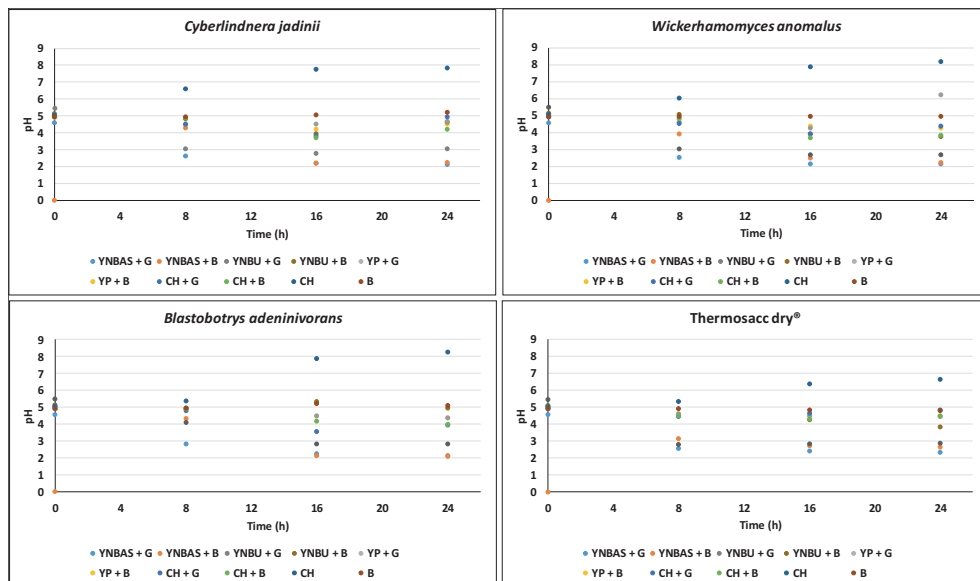 Cyberlindnera jadinii
9
8
7
6
5
4
3
2
1
0
pH
0 4 8 12 16 20 24
Time (h)
YNBAS + G YNBAS + B YNBU + G YNBU + B YP + G
YP + B CH + G CH + B CH B
Wickerhamomyces anomalus
9
8
7
6
5
4
3
2
1
0
pH
0 4 8 12 16 20 24
Time (h)
YNBAS + G YNBAS + B YNBU + G YNBU + B YP + G
YP + B CH + G CH + B CH B
Blastobotrys adeninivorans
9
8
7
6
5
4
3
2
1
0
pH
0 4 8 12 16 20 24
Time (h)
YNBAS + G YNBAS + B YNBU + G YNBU + B YP + G
YP + B CH + G CH + B CH B
Thermosacc dry®
9
8
7
6
5
4
3
2
1
0
pH
0 4 8 12 16 20 24
Time (h)
YNBAS + G YNBAS + B YNBU + G YNBU + B YP + G
YP + B CH + G CH + B CH B